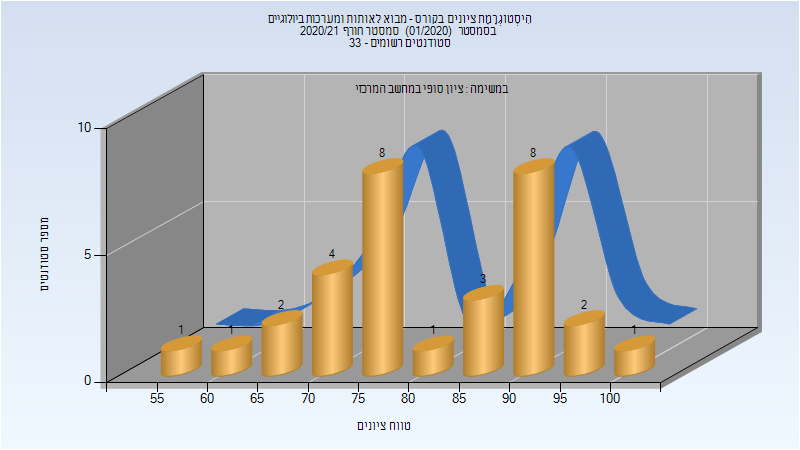 הִיסְטוֹגְרָמַת ציונים בקורס - מבוא לאותות ומערכות ביולוגיים
בסמסטר (01/2020) סמסטר חורף 2020/21
סטודנטים רשומים - 33
במשימה : ציון סופי במחשב המרכזי
מספר סטודנטים
10
5
0
1
1
2
4
8
1
3
8
2
1
55 60 65 70 75 80 85 90 95 100
טווח ציונים